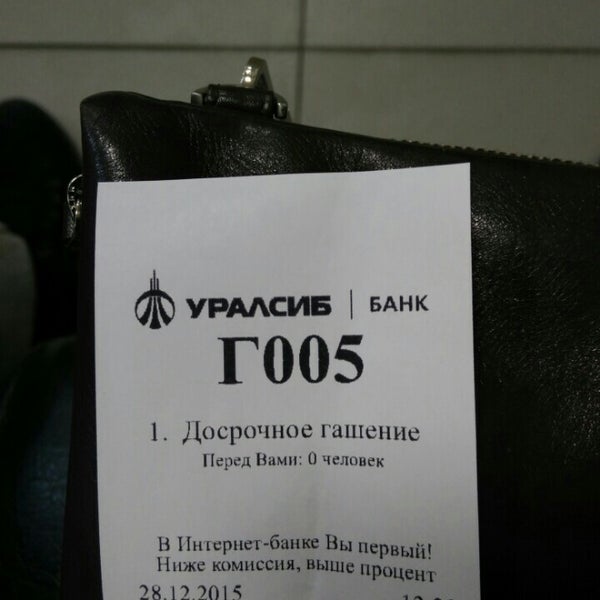 УРАЛСИБ | БАНК
Г005
1. Досрочное гашение
Перед Вами: 0 человек
В Интернет-банке Вы первый!
Ниже комиссия, выше процент
28.12.2015